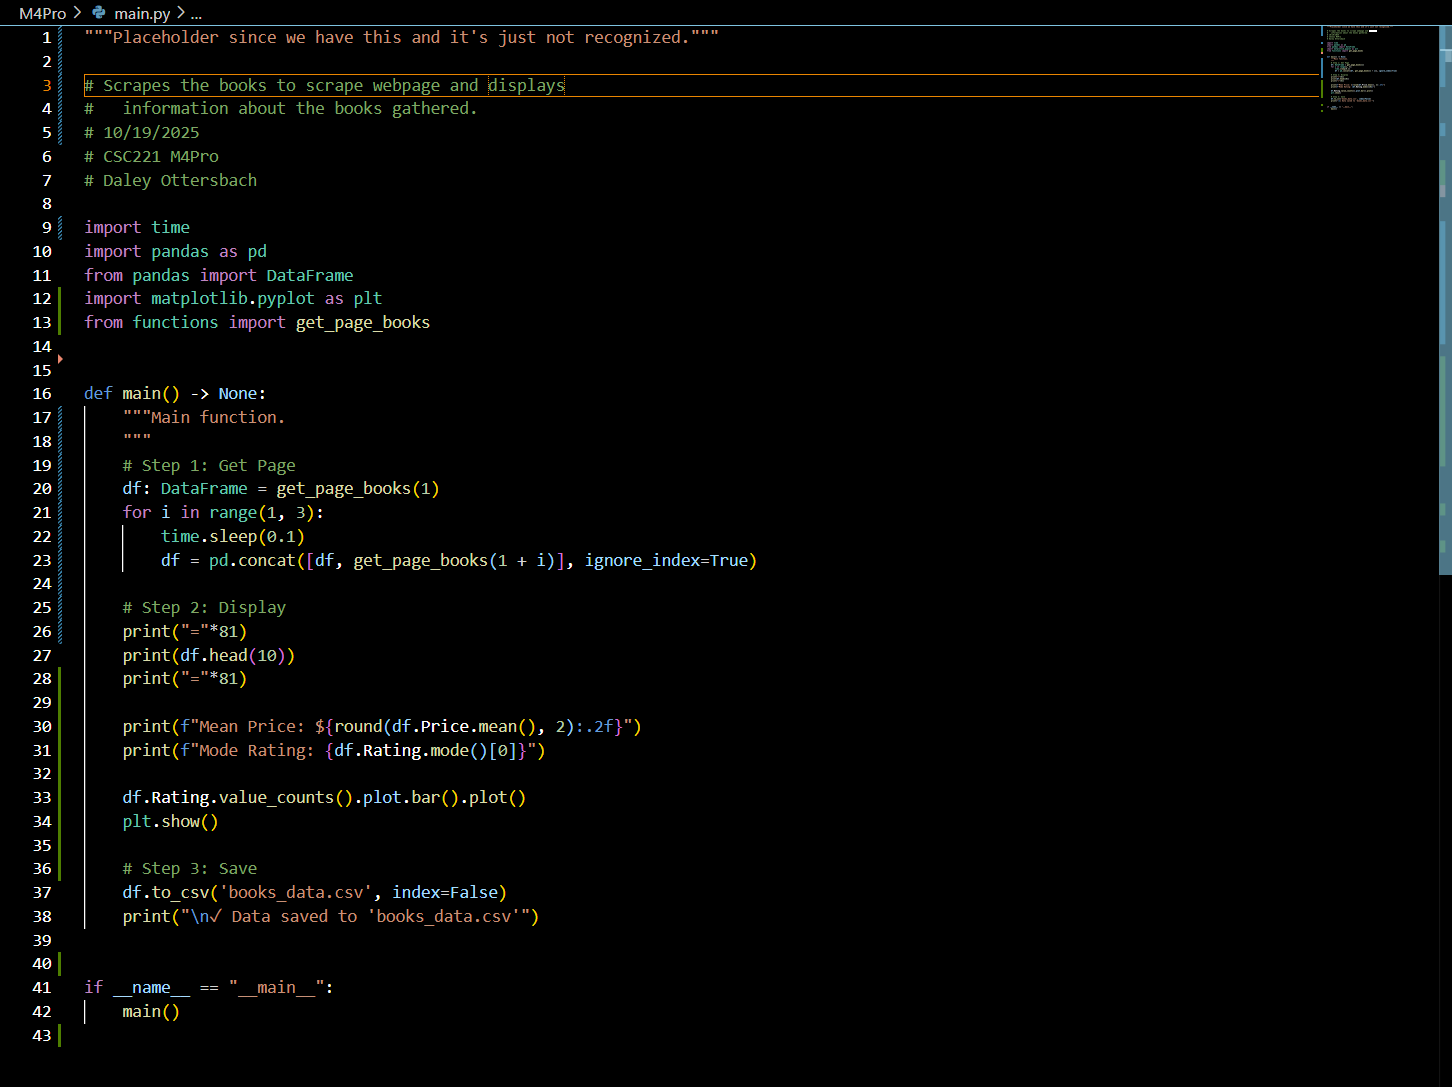 M4Pro > main.py > ...
1 """Placeholder since we have this and it's just not recognized."""
2
3 # Scrapes the books to scrape webpage and displays
4 #   information about the books gathered.
5 # 10/19/2025
6 # CSC221 M4Pro
7 # Daley Ottersbach
8
9 import time
10 import pandas as pd
11 from pandas import DataFrame
12 import matplotlib.pyplot as plt
13 from functions import get_page_books
14
15
16 def main() -> None:
17     """Main function.
18     """
19     # Step 1: Get Page
20     df: DataFrame = get_page_books(1)
21     for i in range(1, 3):
22         time.sleep(0.1)
23         df = pd.concat([df, get_page_books(1 + i)], ignore_index=True)
24
25     # Step 2: Display
26     print("="*81)
27     print(df.head(10))
28     print("="*81)
29
30     print(f"Mean Price: ${round(df.Price.mean(), 2):.2f}")
31     print(f"Mode Rating: {df.Rating.mode()[0]}")
32
33     df.Rating.value_counts().plot.bar().plot()
34     plt.show()
35
36     # Step 3: Save
37     df.to_csv('books_data.csv', index=False)
38     print("\n✓ Data saved to 'books_data.csv'")
39
40
41 if __name__ == "__main__":
42     main()
43